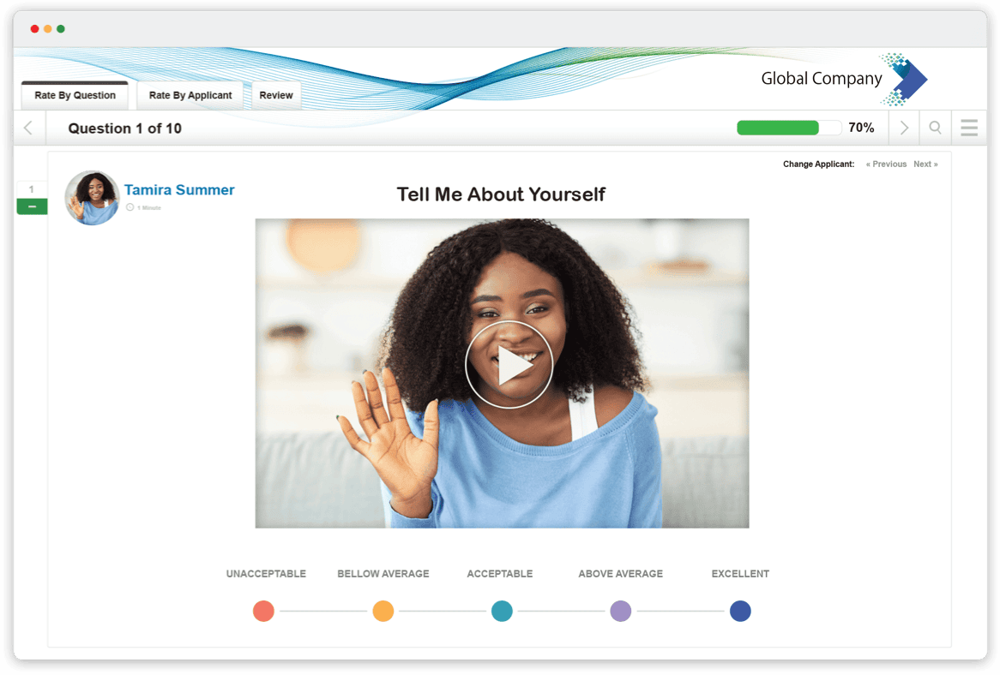 Global Company
Rate By Question
Rate By Applicant
Review
Question 1 of 10
70%
Change Applicant:
« Previous
Next »
1
Tamira Summer
1 Minute
Tell Me About Yourself
UNACCEPTABLE
BELLOW AVERAGE
ACCEPTABLE
ABOVE AVERAGE
EXCELLENT